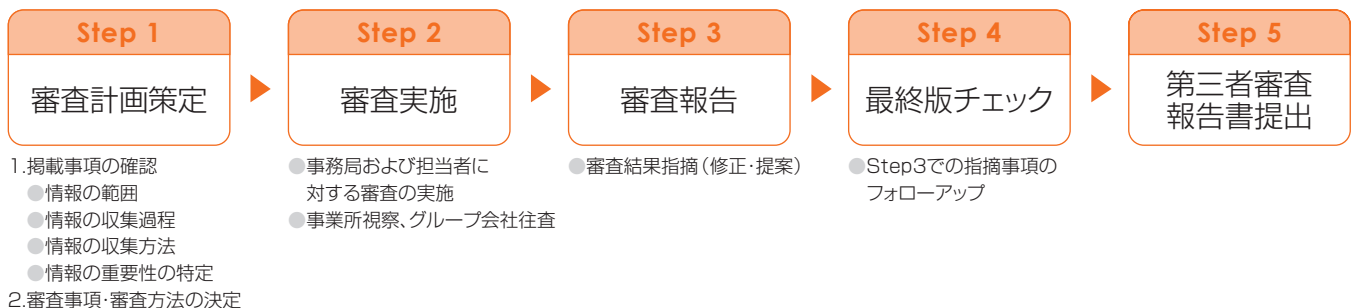 Step 1
審査計画策定
1.掲載事項の確認
●情報の範囲
●情報の収集過程
●情報の収集方法
●情報の重要性の特定
2.審査事項・審査方法の決定
Step 2
審査実施
●事務局および担当者に
対する審査の実施
●事業所視察、グループ会社往査
Step 3
審査報告
●審査結果指摘(修正・提案)
Step 4
最終版チェック
●Step3での指摘事項の
フォローアップ
Step 5
第三者審査
報告書提出